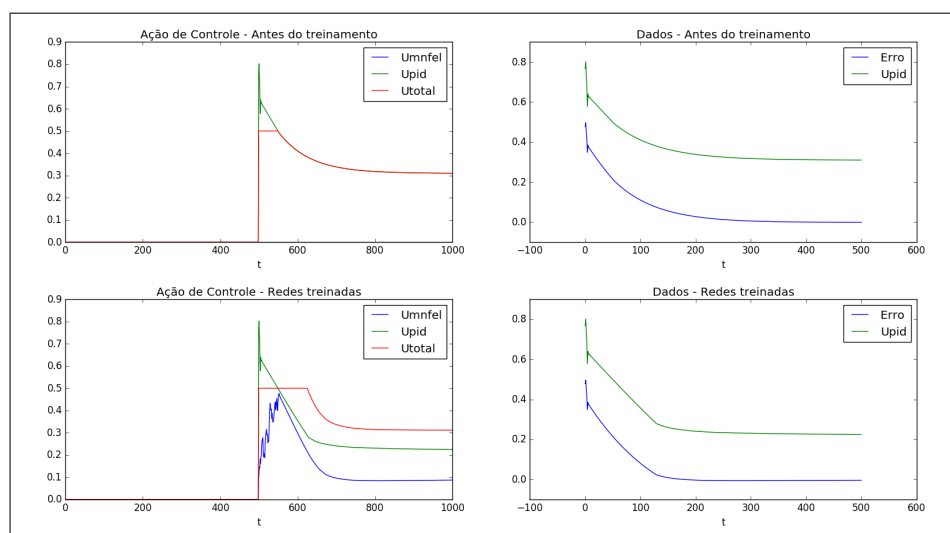 Ação de Controle - Antes do treinamento
0.9
0.8
0.7
0.6
0.5
0.4
0.3
0.2
0.1
0.0
0 200 400 600 800 1000
t
Umnfel
Upid
Utotal
Dados - Antes do treinamento
0.8
0.6
0.4
0.2
0.0
−100 0 100 200 300 400 500 600
t
Erro
Upid
Ação de Controle - Redes treinadas
0.9
0.8
0.7
0.6
0.5
0.4
0.3
0.2
0.1
0.0
0 200 400 600 800 1000
t
Umnfel
Upid
Utotal
Dados - Redes treinadas
0.8
0.6
0.4
0.2
0.0
−100 0 100 200 300 400 500 600
t
Erro
Upid